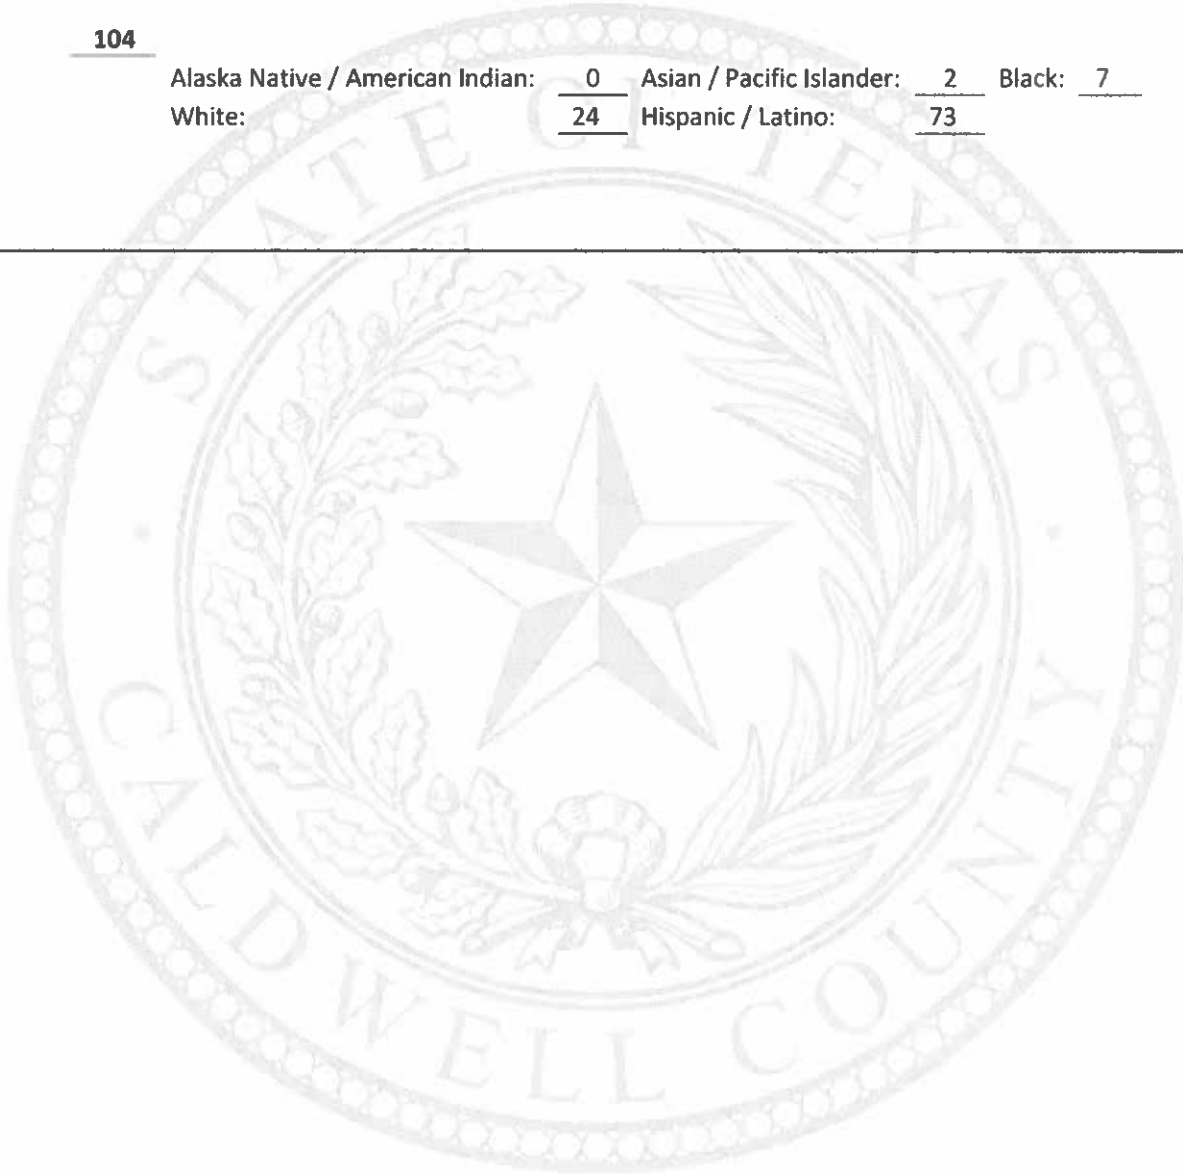 104
Alaska Native / American Indian: 0 Asian / Pacific Islander: 2 Black: 7
White: 24 Hispanic / Latino: 73
STATE OF TEXAS
CALDWELL COUNTY